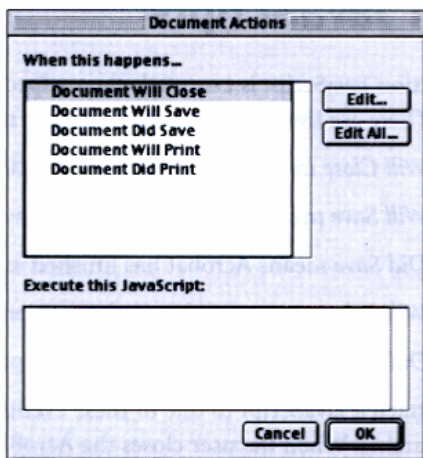 Document Actions
When this happens...
Document Will Close
Document Will Save
Document Did Save
Document Will Print
Document Did Print
Edit...
Edit All...
Execute this JavaScript:
Cancel
OK